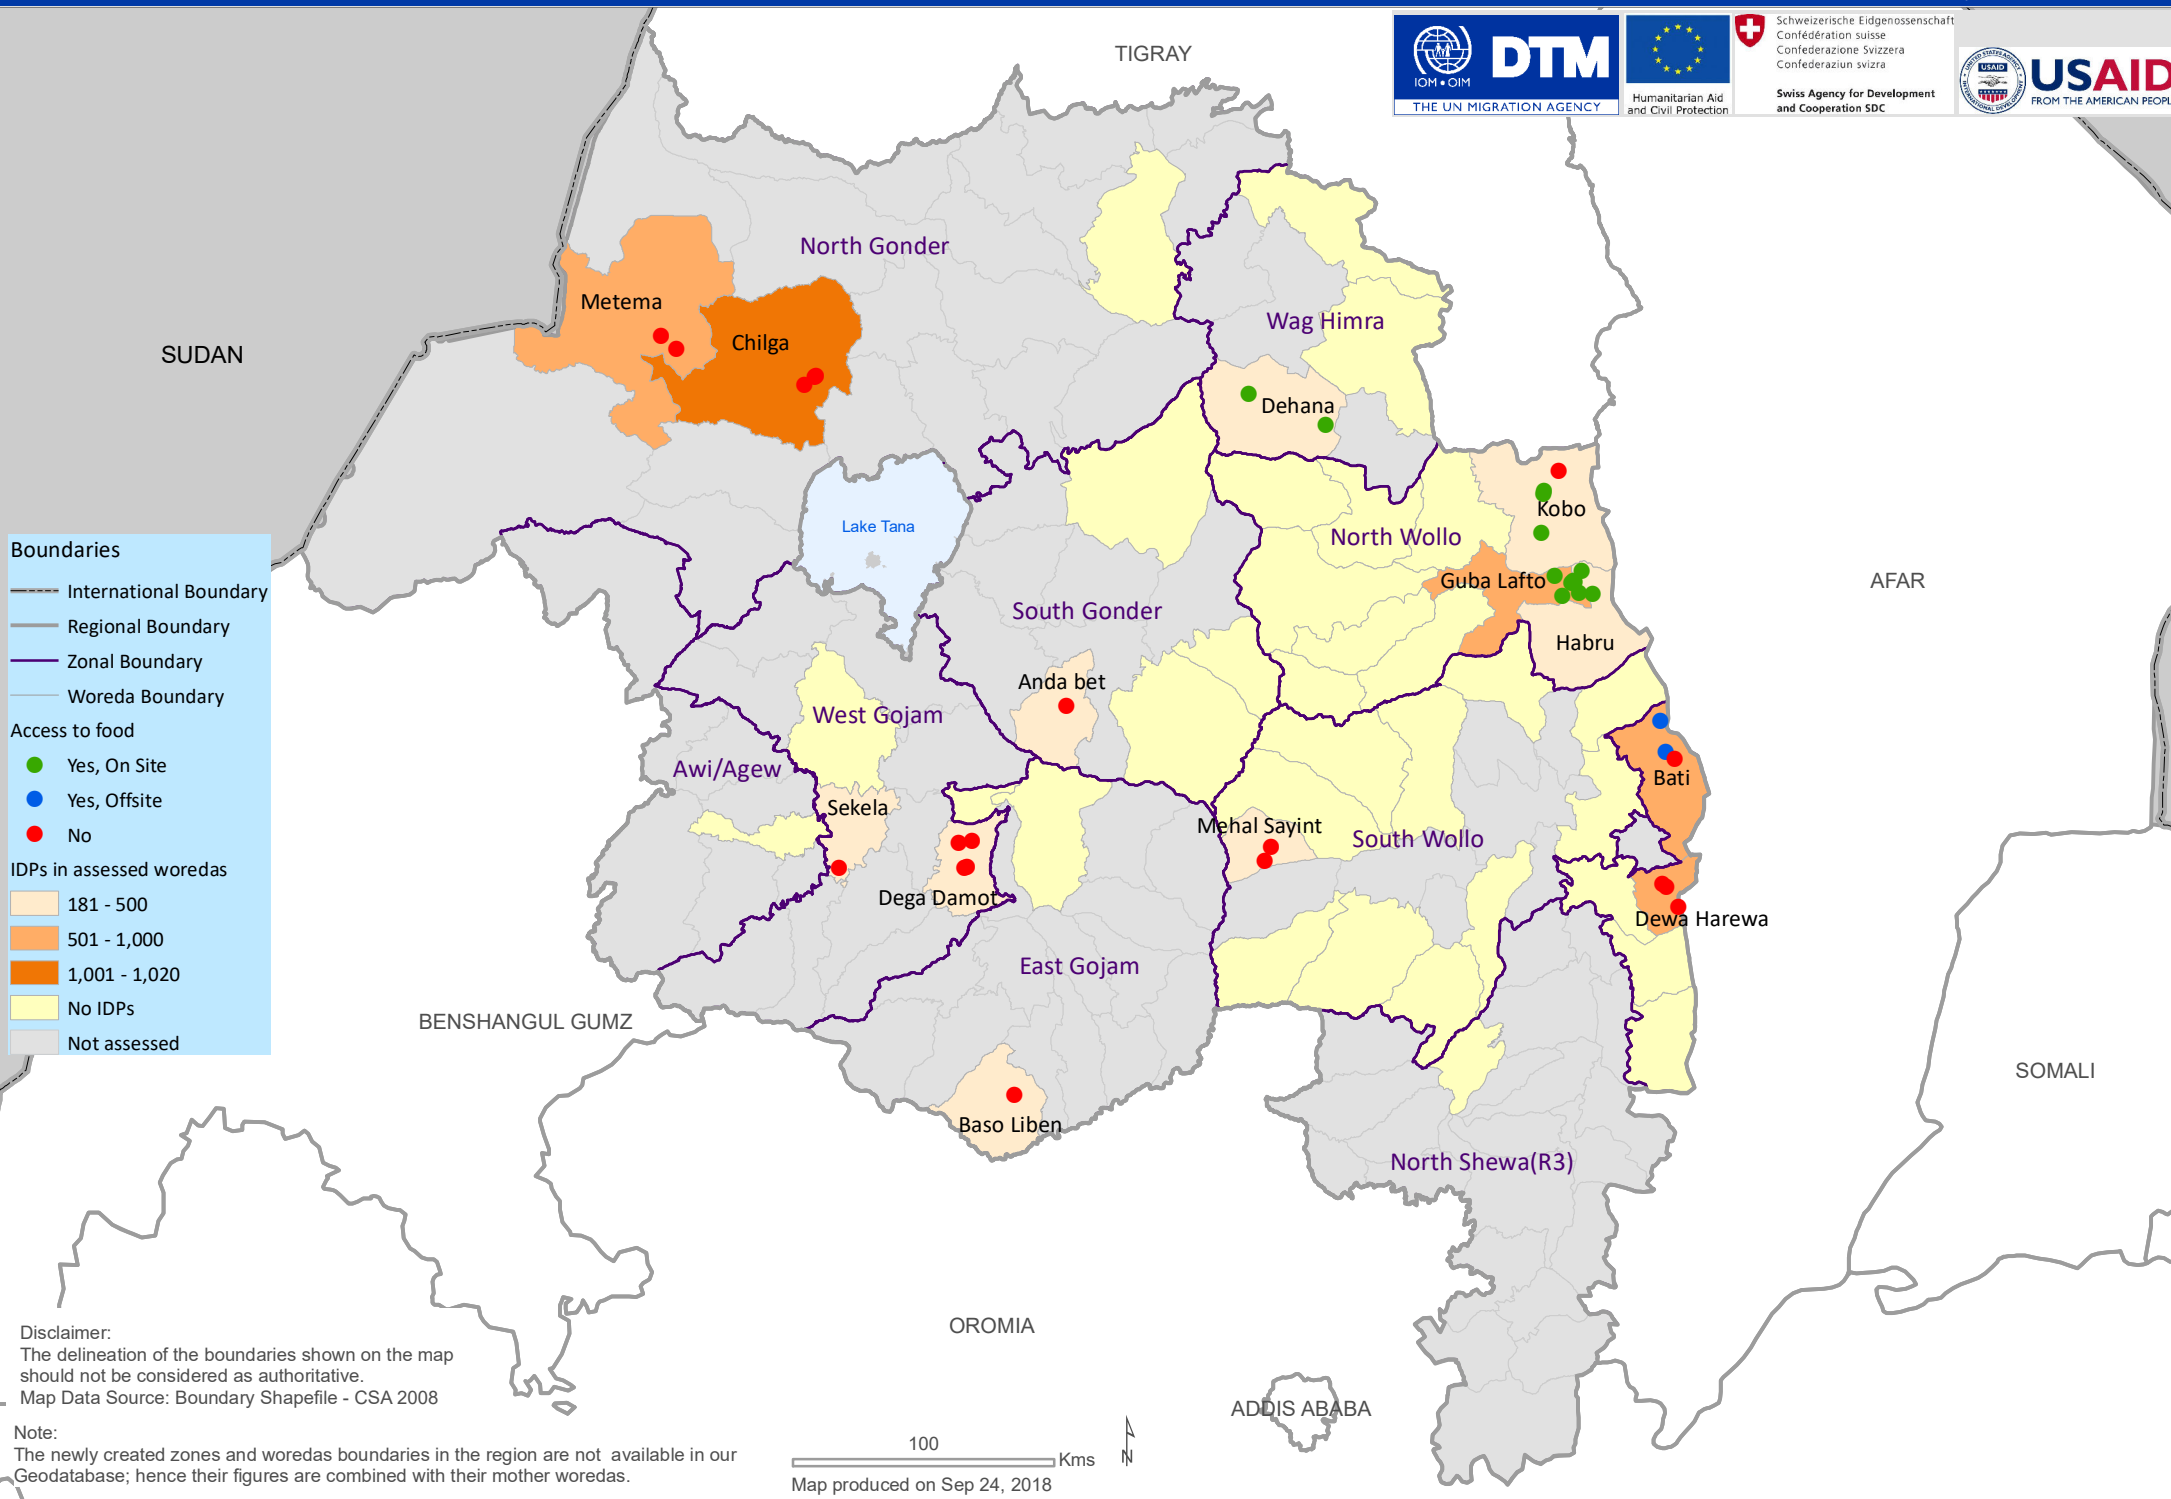 TIGRAY
IOM • OIM
DTM
THE UN MIGRATION AGENCY
Humanitarian Aid
and Civil Protection
Schweizerische Eidgenossenschaft
Confédération suisse
Confederazione Svizzera
Confederaziun svizra
Swiss Agency for Development
and Cooperation SDC
USAID
USAID
FROM THE AMERICAN PEOPL
North Gonder
Metema
Wag Himra
Chilga
SUDAN
Dehana
Kobo
Lake Tana
North Wollo
Guba Lafto
AFAR
South Gonder
Habru
Anda bet
West Gojam
Awi/Agew
Bati
Sekela
Mehal Sayint
South Wollo
Dega Damot
Dewa Harewa
East Gojam
BENSHANGUL GUMZ
SOMALI
Baso Liben
North Shewa(R3)
OROMIA
ADDIS ABABA
Boundaries
International Boundary
Regional Boundary
Zonal Boundary
Woreda Boundary
Access to food
Yes, On Site
Yes, Offsite
No
IDPs in assessed woredas
181 - 500
501 - 1,000
1,001 - 1,020
No IDPs
Not assessed
Disclaimer:
The delineation of the boundaries shown on the map
should not be considered as authoritative.
Map Data Source: Boundary Shapefile - CSA 2008
Note:
The newly created zones and woredas boundaries in the region are not available in our
Geodatabase; hence their figures are combined with their mother woredas.
100
Kms
N
Map produced on Sep 24, 2018